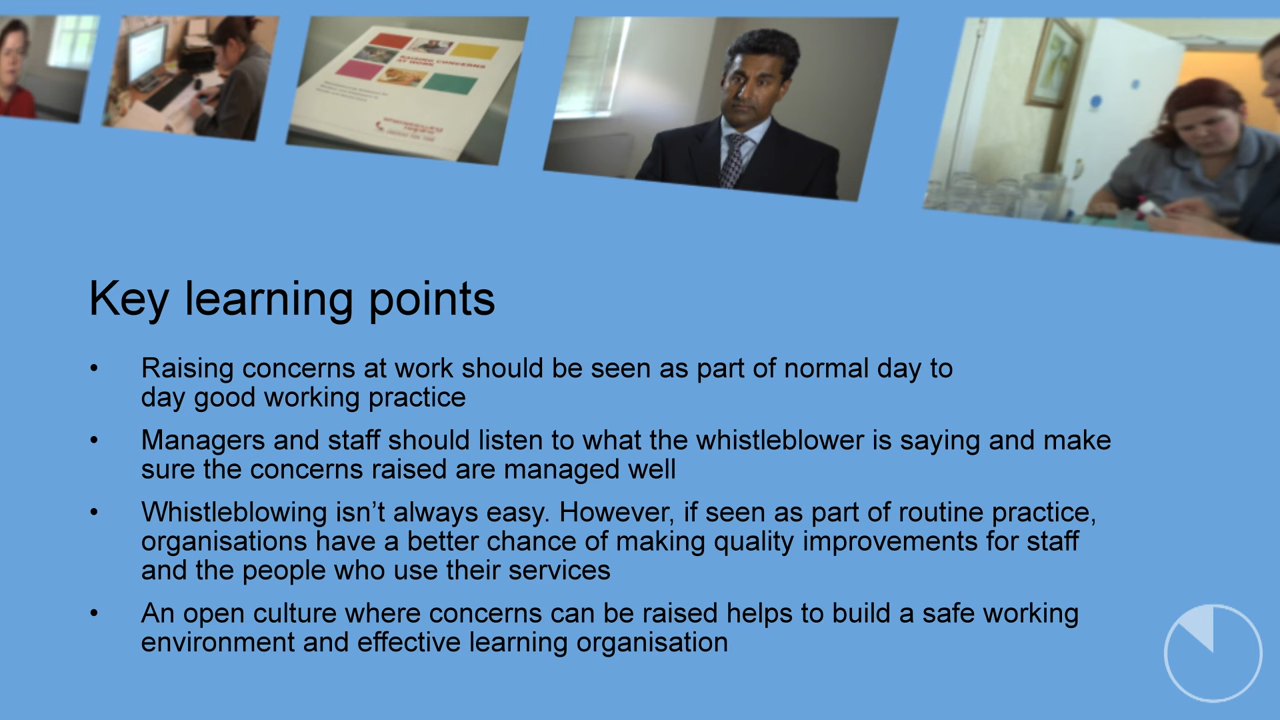 RAISING CONCERNS
AT WORK
Key learning points
• Raising concerns at work should be seen as part of normal day to
day good working practice
• Managers and staff should listen to what the whistleblower is saying and make
sure the concerns raised are managed well
• Whistleblowing isn’t always easy. However, if seen as part of routine practice,
organisations have a better chance of making quality improvements for staff
and the people who use their services
• An open culture where concerns can be raised helps to build a safe working
environment and effective learning organisation